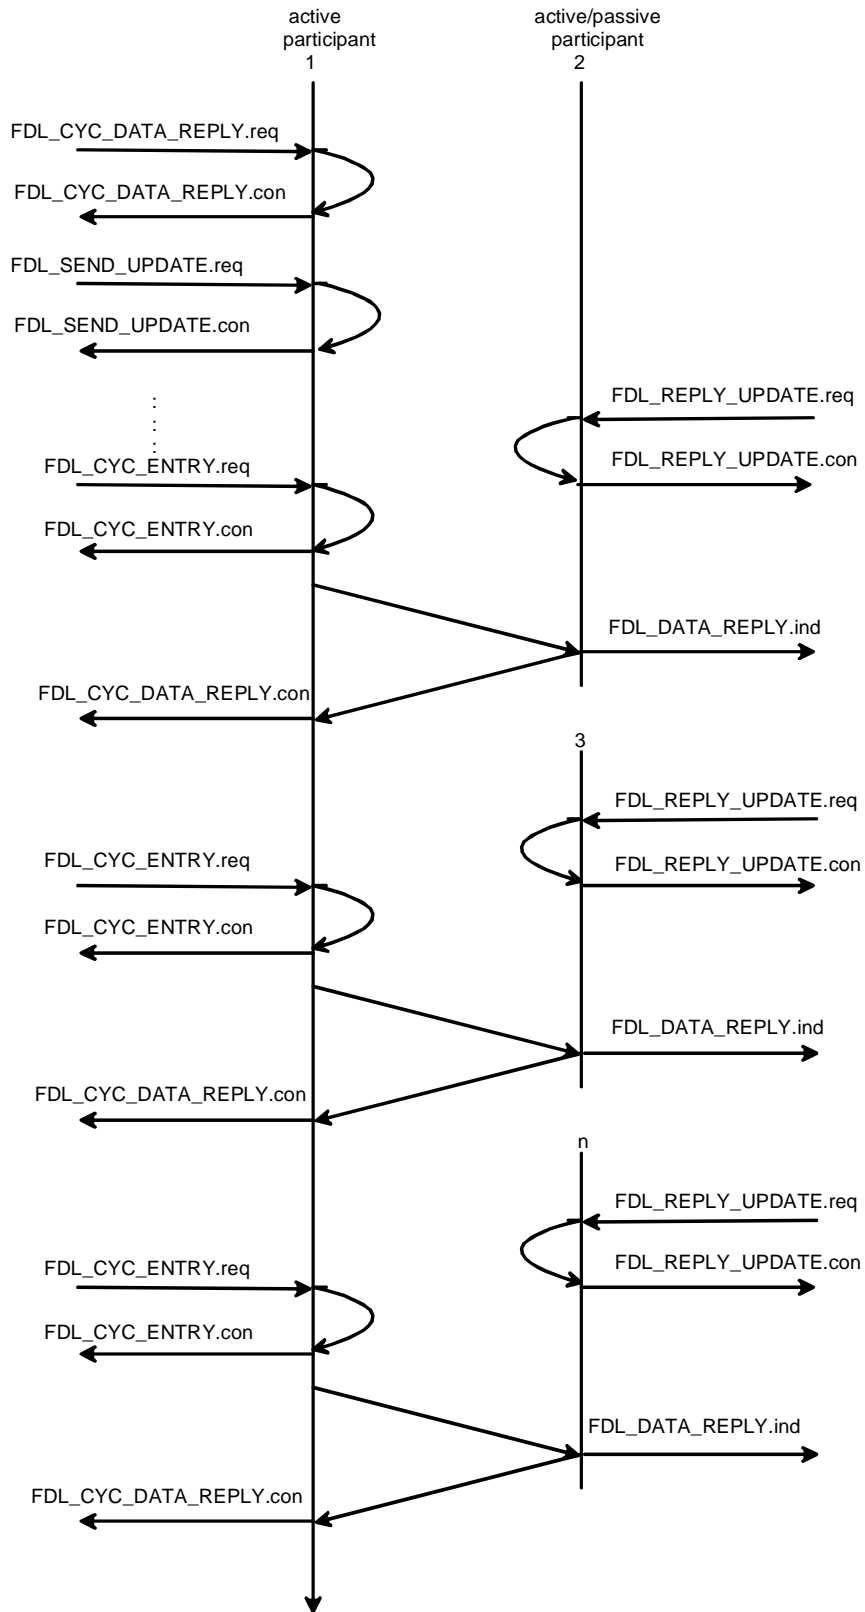 active
participant
1
active/passive
participant
2
FDL_CYC_DATA_REPLY.req
FDL_CYC_DATA_REPLY.con
FDL_SEND_UPDATE.req
FDL_SEND_UPDATE.con
FDL_REPLY_UPDATE.req
FDL_CYC_ENTRY.req
FDL_REPLY_UPDATE.con
FDL_CYC_ENTRY.con
FDL_DATA_REPLY.ind
FDL_CYC_DATA_REPLY.con
3
FDL_REPLY_UPDATE.req
FDL_CYC_ENTRY.req
FDL_REPLY_UPDATE.con
FDL_CYC_ENTRY.con
FDL_DATA_REPLY.ind
FDL_CYC_DATA_REPLY.con
n
FDL_REPLY_UPDATE.req
FDL_CYC_ENTRY.req
FDL_REPLY_UPDATE.con
FDL_CYC_ENTRY.con
FDL_DATA_REPLY.ind
FDL_CYC_DATA_REPLY.con